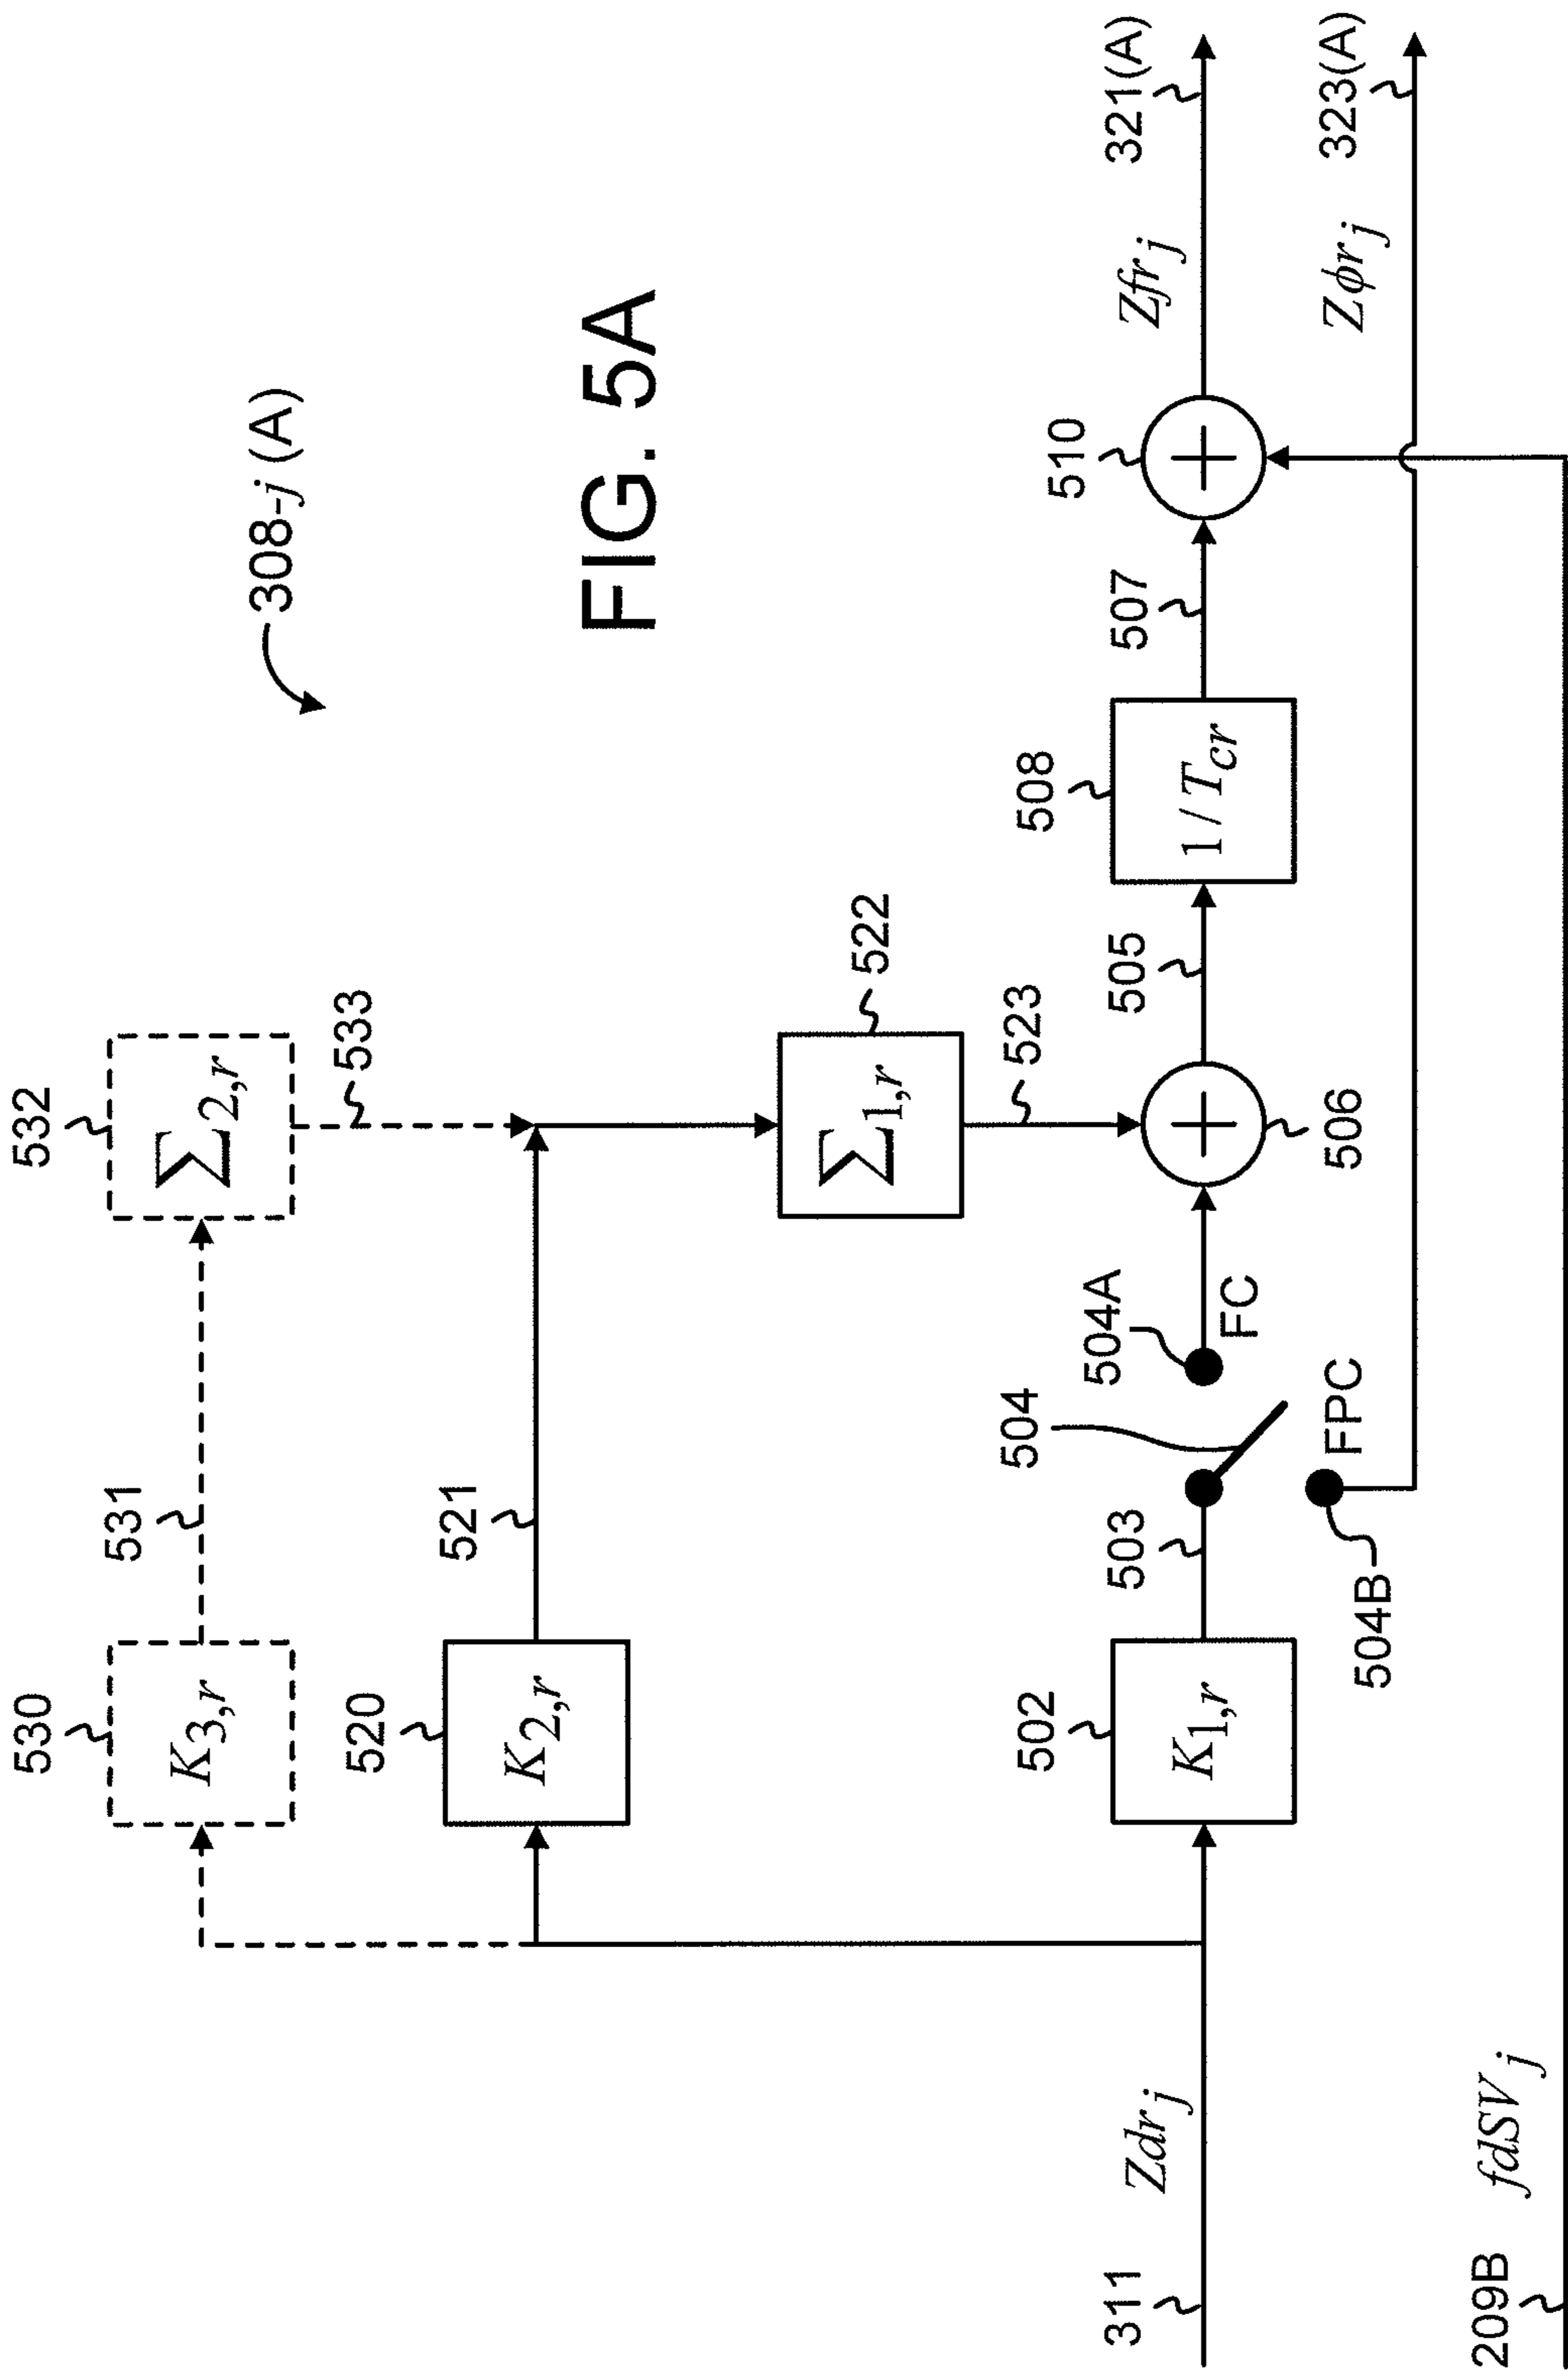 308-j (A)
FIG. 5A
530
K3,r
531
532
Σ2,r
533
520
K2,r
521
522
Σ1,r
523
311
Zdrj
502
K1,r
503
504
504A
FC
504B
FPC
506
505
508
1 / Tcr
507
510
Zfrj
321(A)
Zϕrj
323(A)
209B
fdSVj